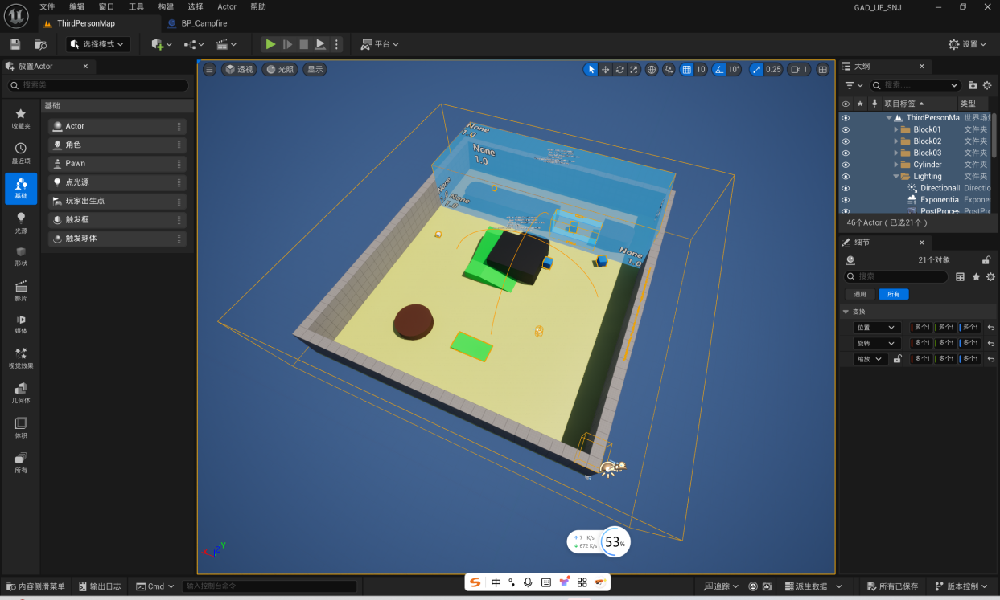 文件 编辑 窗口 工具 构建 选择 Actor 帮助
GAD_UE_SNJ
ThirdPersonMap
BP_Campfire
选择模式
平台
设置
放置Actor
搜索类
收藏夹
最近项
基础
光源
形状
影片
媒体
视觉效果
几何体
体积
所有
基础
Actor
角色
Pawn
点光源
玩家出生点
触发框
触发球体
透视
光照
显示
10
10°
0.25
1
None
1.0
None
1.0
None
1.0
None
1.0
7 K/s
672 K/s
53%
中
大纲
搜索......
项目标签 类型
ThirdPersonMa 世界场
Block01 文件夹
Block02 文件夹
Block03 文件夹
Cylinder 文件夹
Lighting 文件夹
Directionall Directio
Exponentia Exponen
PostProces PostPro
46个Actor（已选21个）
细节
21个对象
搜索
通用 所有
变换
位置 多个 多个 多个
旋转 多个 多个 多个
缩放 多个 多个 多个
内容侧滑菜单 输出日志 Cmd 输入控制台命令
追踪 派生数据 所有已保存 版本控制